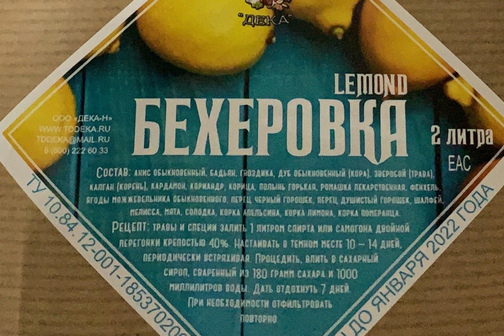 "ДЕКА"
LEMOND
БЕХЕРОВКА
2 литра
EAC
ООО «ДЕКА-Н»
WWW.TDDEKA.RU
TDDEKA@MAIL.RU
8 (800) 222 60 33
Состав: анис обыкновенный, бадьян, гвоздика, дуб обыкновенный (кора), зверобой (трава),
калган (корень), кардамон, кориандр, корица, полынь горькая, ромашка лекарственная, фенхель,
ягоды можжевельника обыкновенного, перец черный горошек, перец душистый горошек, шалфей,
мелисса, мята, солодка, корка апельсина, корка лимона, корка померанца.
Рецепт: травы и специи залить 1 литром спирта или самогона двойной
перегонки крепостью 40%. Настаивать в темном месте 10 – 14 дней,
периодически встряхивая. Процедить, влить в сахарный
сироп, сваренный из 180 грамм сахара и 1000
миллилитров воды. Дать отдохнуть 7 дней.
При необходимости отфильтровать
повторно
ТУ 10.84.12-001-185370200
ДО ЯНВАРЯ 2022 ГОДА